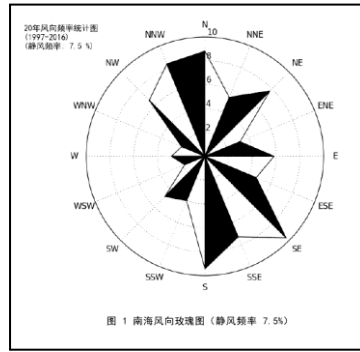 20年风向频率统计图
(1997-2016)
(静风频率: 7.5 %)
N
NNW
NNE
NW
NE
WNW
ENE
W
E
WSW
ESE
SW
SE
SSW
SSE
S
10
8
6
4
2
图 1 南海风向玫瑰图(静风频率 7.5%)